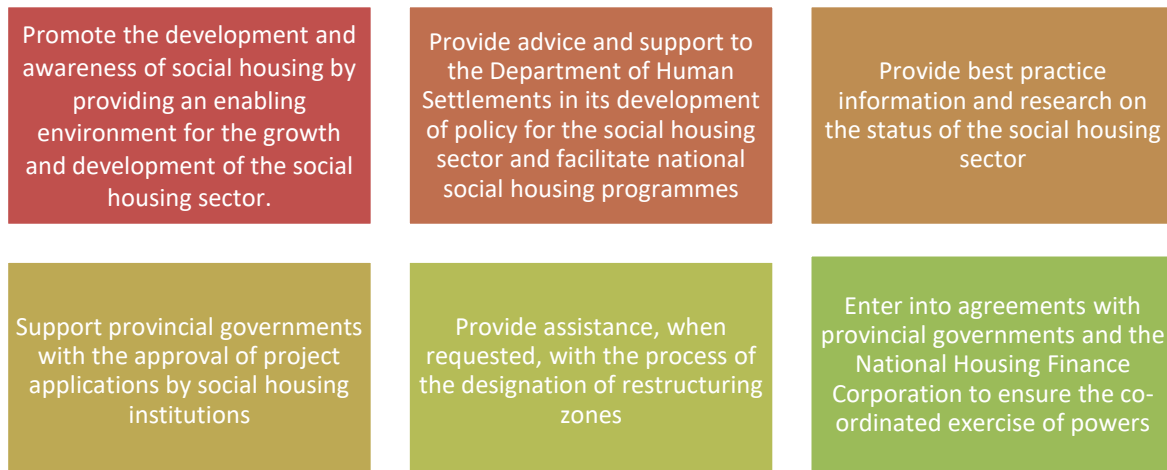 Promote the development and
awareness of social housing by
providing an enabling
environment for the growth
and development of the social
housing sector.
Provide advice and support to
the Department of Human
Settlements in its development
of policy for the social housing
sector and facilitate national
social housing programmes
Provide best practice
information and research on
the status of the social housing
sector
Support provincial governments
with the approval of project
applications by social housing
institutions
Provide assistance, when
requested, with the process of
the designation of restructuring
zones
Enter into agreements with
provincial governments and the
National Housing Finance
Corporation to ensure the co-
ordinated exercise of powers